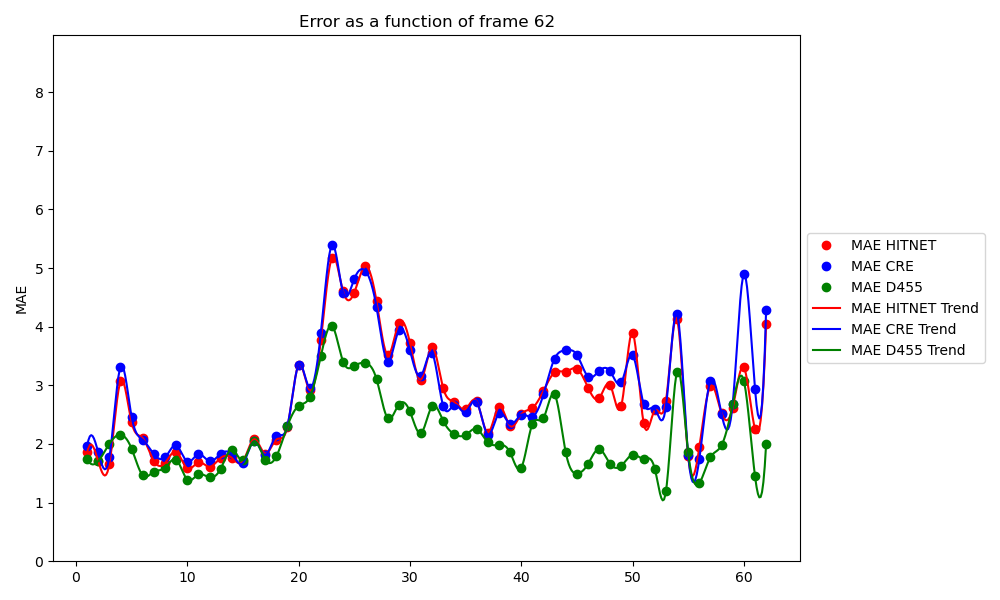 Error as a function of frame 62
MAE
8
7
6
5
4
3
2
1
0
0 10 20 30 40 50 60
MAE HITNET
MAE CRE
MAE D455
MAE HITNET Trend
MAE CRE Trend
MAE D455 Trend